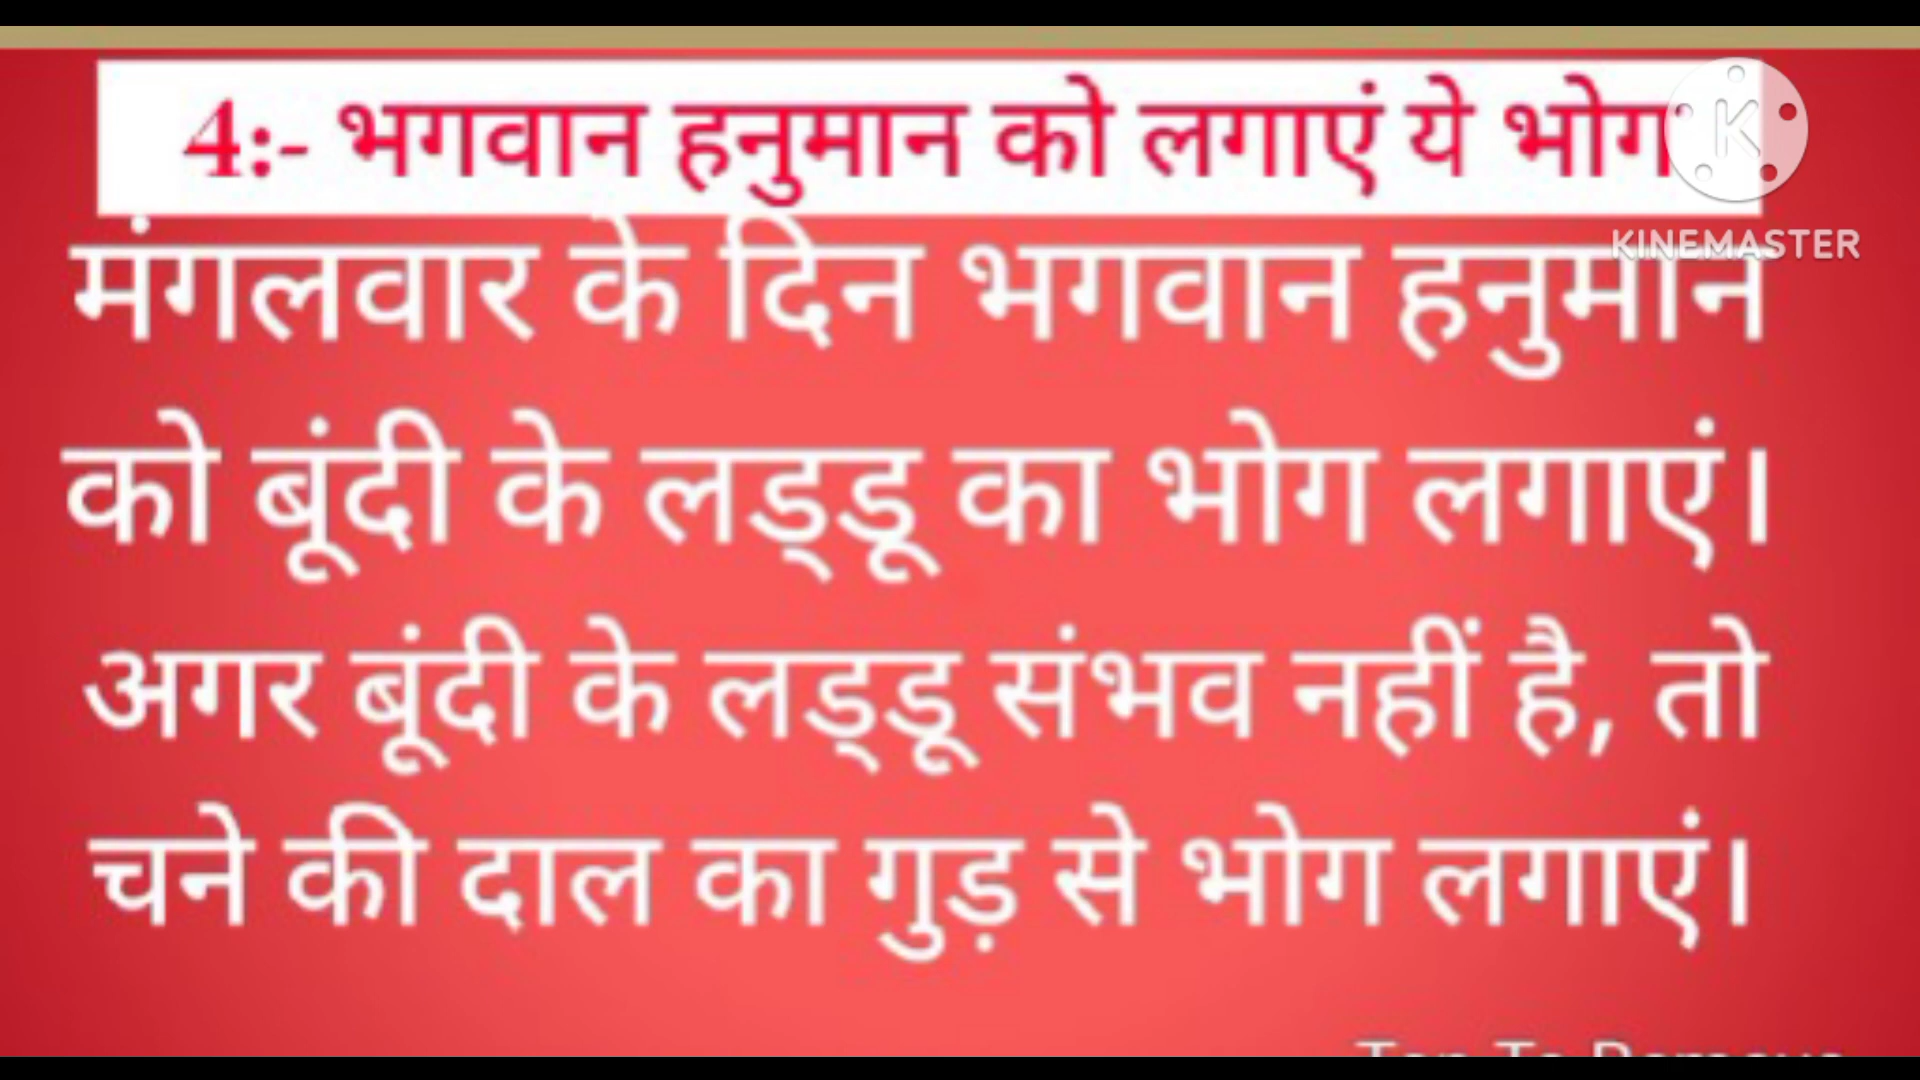 4:- भगवान हनुमान को लगाएं ये भोग
KINEMASTER
मंगलवार के दिन भगवान हनुमान
को बूंदी के लड्डू का भोग लगाएं।
अगर बूंदी के लड्डू संभव नहीं है, तो
चने की दाल का गुड़ से भोग लगाएं।